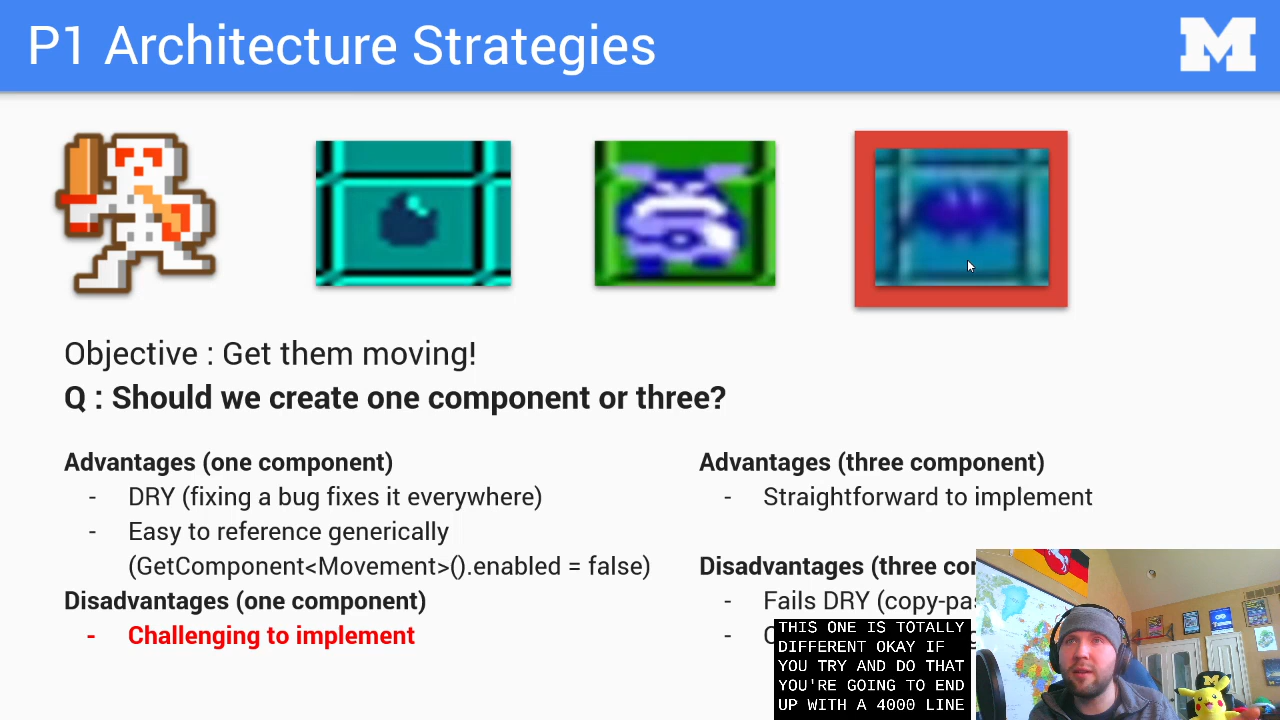 P1 Architecture Strategies
M
Objective : Get them moving!
Q : Should we create one component or three?
Advantages (one component)
- DRY (fixing a bug fixes it everywhere)
- Easy to reference generically
(GetComponent<Movement>().enabled = false)
Disadvantages (one component)
- Challenging to implement
Advantages (three component)
- Straightforward to implement
Disadvantages (three
- Fails DRY
THIS ONE IS TOTALLY
DIFFERENT OKAY IF
YOU TRY AND DO THAT
YOU'RE GOING TO END
UP WITH A 4000 LINE
M